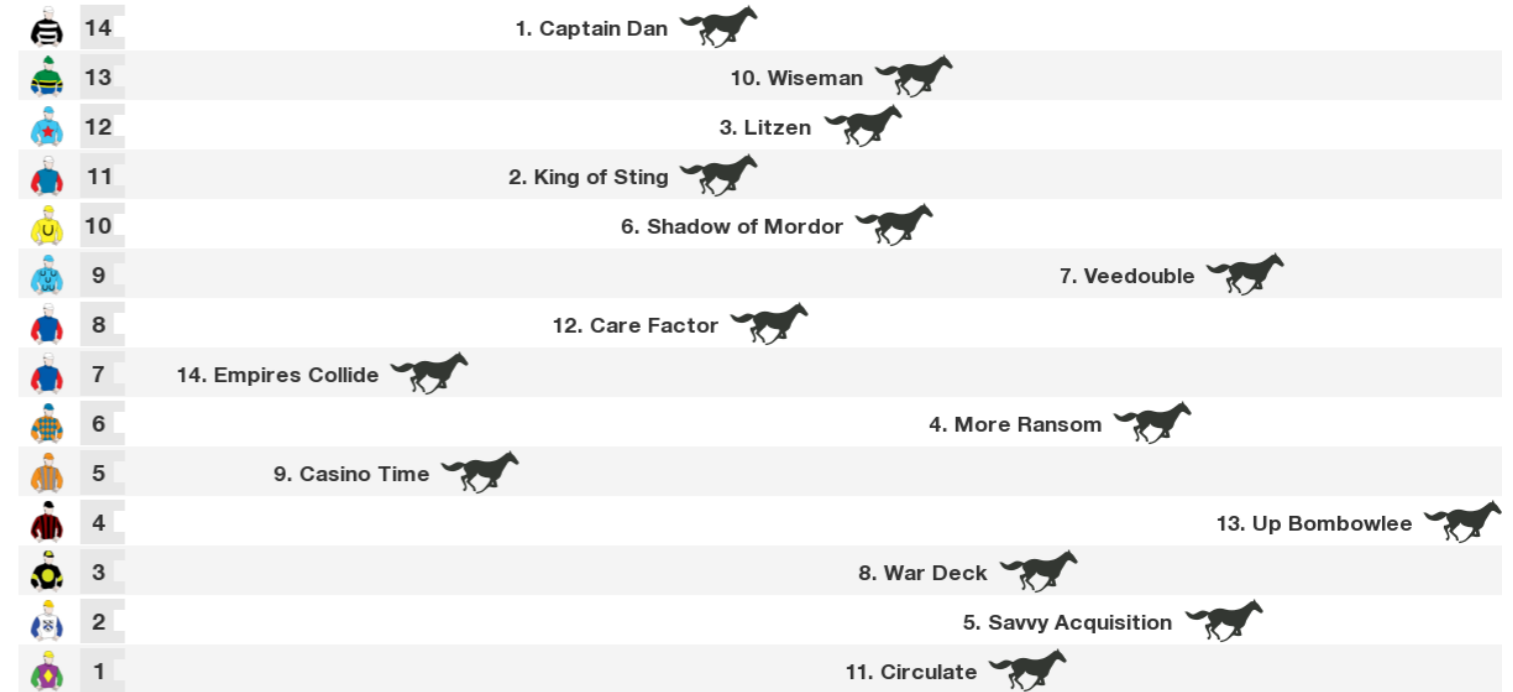 14 1. Captain Dan
13 10. Wiseman
12 3. Litzen
11 2. King of Sting
10 6. Shadow of Mordor
9 7. Veedouble
8 12. Care Factor
7 14. Empires Collide
6 4. More Ransom
5 9. Casino Time
4 13. Up Bombowlee
3 8. War Deck
2 5. Savvy Acquisition
1 11. Circulate